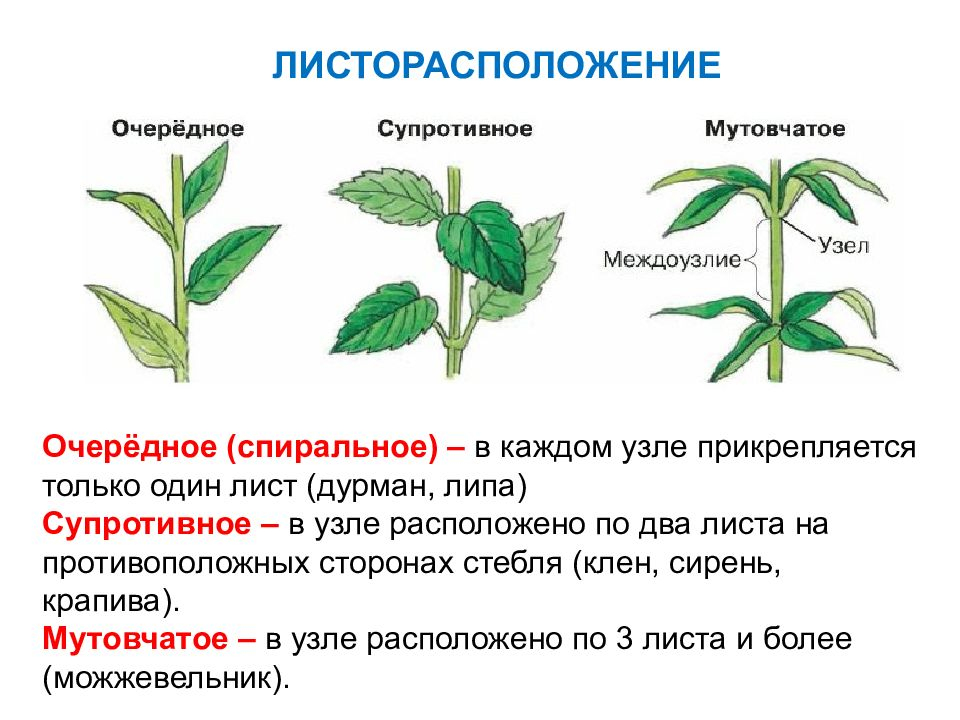 ЛИСТОРАСПОЛОЖЕНИЕ
Очерёдное
Супротивное
Мутовчатое
Узел
Междоузлие
Очерёдное (спиральное) – в каждом узле прикрепляется
только один лист (дурман, липа)
Супротивное – в узле расположено по два листа на
противоположных сторонах стебля (клен, сирень,
крапива).
Мутовчатое – в узле расположено по 3 листа и более
(можжевельник).